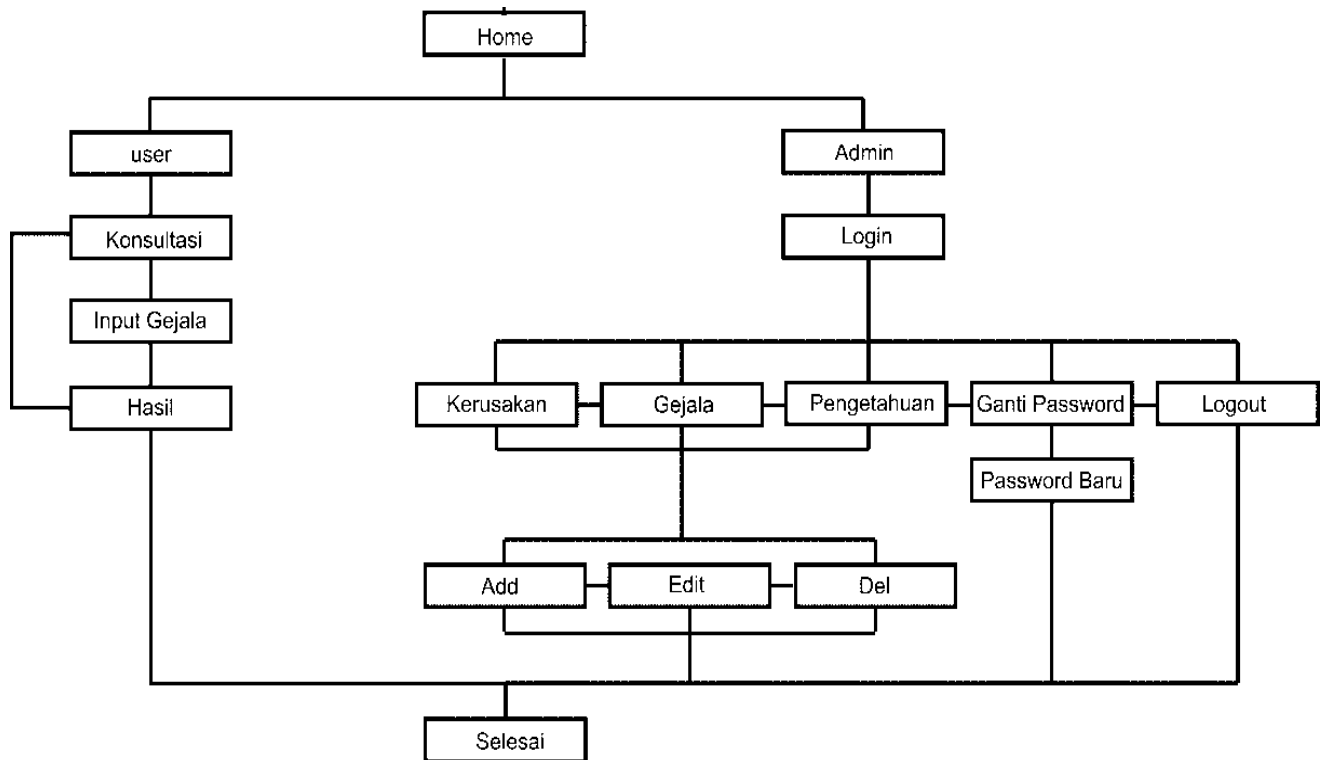 Home
user
Admin
Konsultasi
Login
Input Gejala
Hasil
Kerusakan
Gejala
Pengetahuan
Ganti Password
Logout
Password Baru
Add
Edit
Del
Selesai